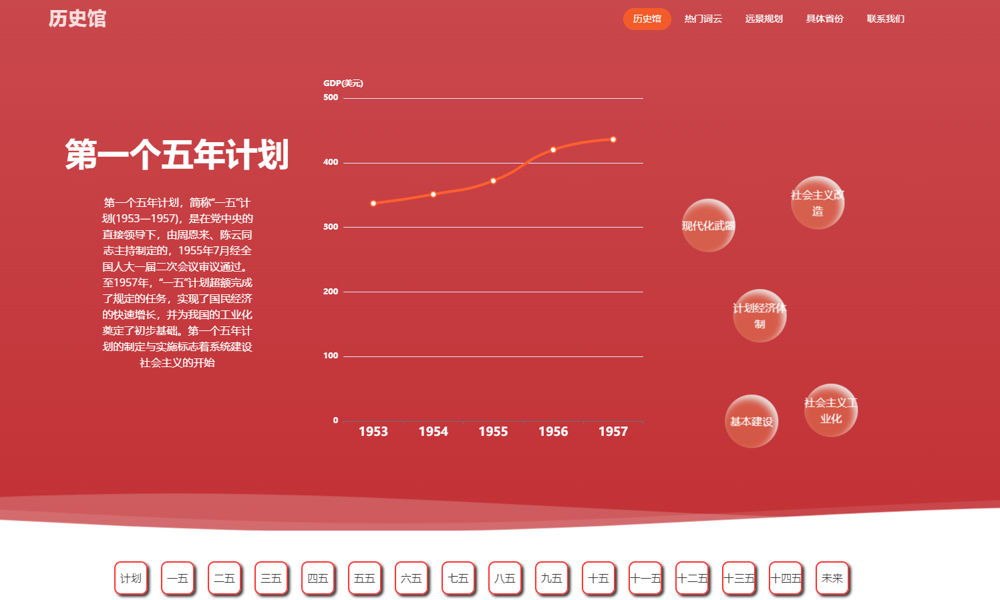 历史馆
历史馆
热门词云
远景规划
具体省份
联系我们
第一个五年计划
第一个五年计划，简称“一五”计
划(1953—1957)，是在党中央的
直接领导下，由周恩来、陈云同
志主持制定的，1955年7月经全
国人大一届二次会议审议通过。
至1957年，“一五”计划超额完成
了规定的任务，实现了国民经济
的快速增长，并为我国的工业化
奠定了初步基础。第一个五年计
划的制定与实施标志着系统建设
社会主义的开始
GDP(美元)
500
400
300
200
100
0
1953
1954
1955
1956
1957
社会主义改
造
现代化武器
计划经济体
制
基本建设
社会主义工
业化
计划
一五
二五
三五
四五
五五
六五
七五
八五
九五
十五
十一五
十二五
十三五
十四五
未来